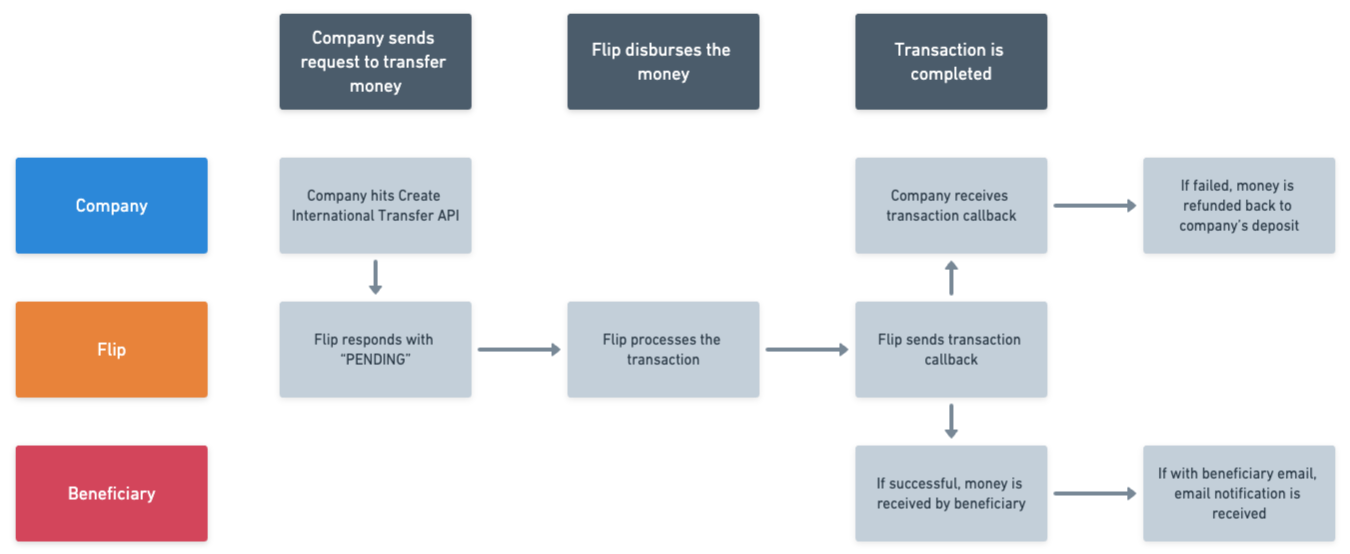 Company sends
request to transfer
money
Flip disburses the
money
Transaction is
completed
Company
Company hits Create
International Transfer API
Company receives
transaction callback
If failed, money is
refunded back to
company’s deposit
Flip
Flip responds with
“PENDING”
Flip processes the
transaction
Flip sends transaction
callback
Beneficiary
If successful, money is
received by beneficiary
If with beneficiary email,
email notification is
received